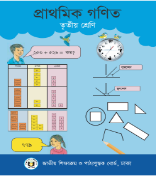 প্রাথমিক গণিত
তৃতীয় শ্রেণি
জাতীয় শিক্ষাক্রম ও পাঠ্যপুস্তক বোর্ড, ঢাকা